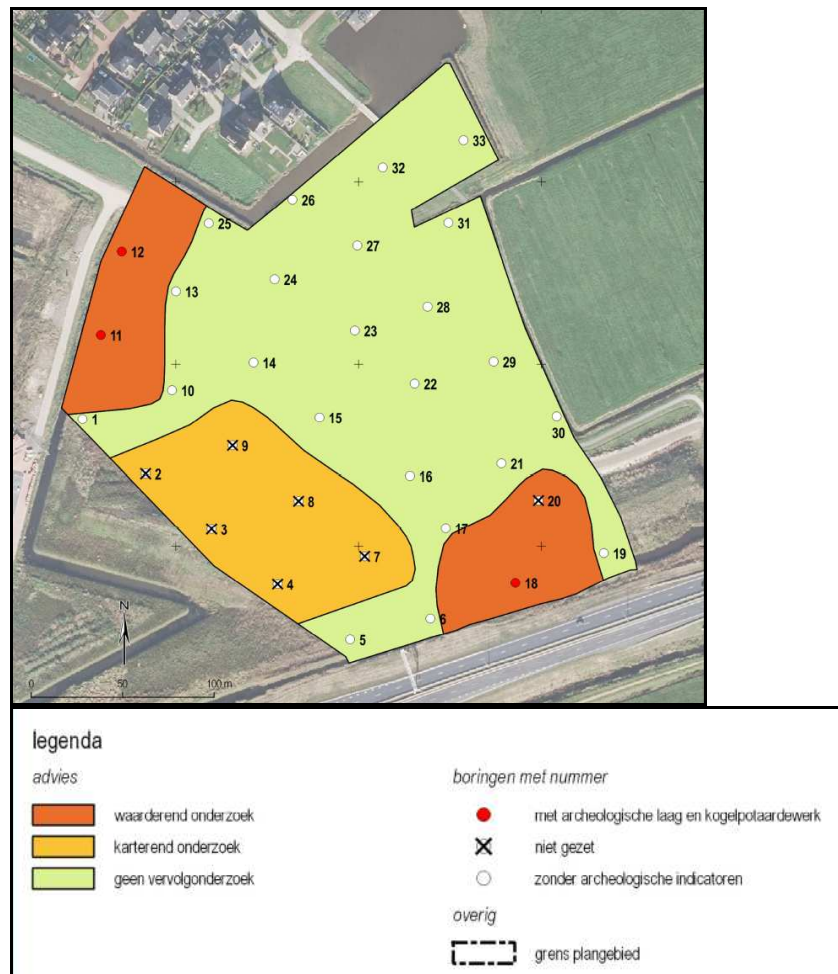 33
32
26
31
25
12
27
13
24
28
11
23
14
29
22
10
1
15
30
9
21
2
16
8
20
3
17
7
19
4
18
N
6
5
0
50
100 m
legenda
advies
waarderend onderzoek
karterend onderzoek
geen vervolgonderzoek
boringen met nummer
met archeologische laag en kogelpotaardewerk
niet gezet
zonder archeologische indicatoren
overig
grens plangebied